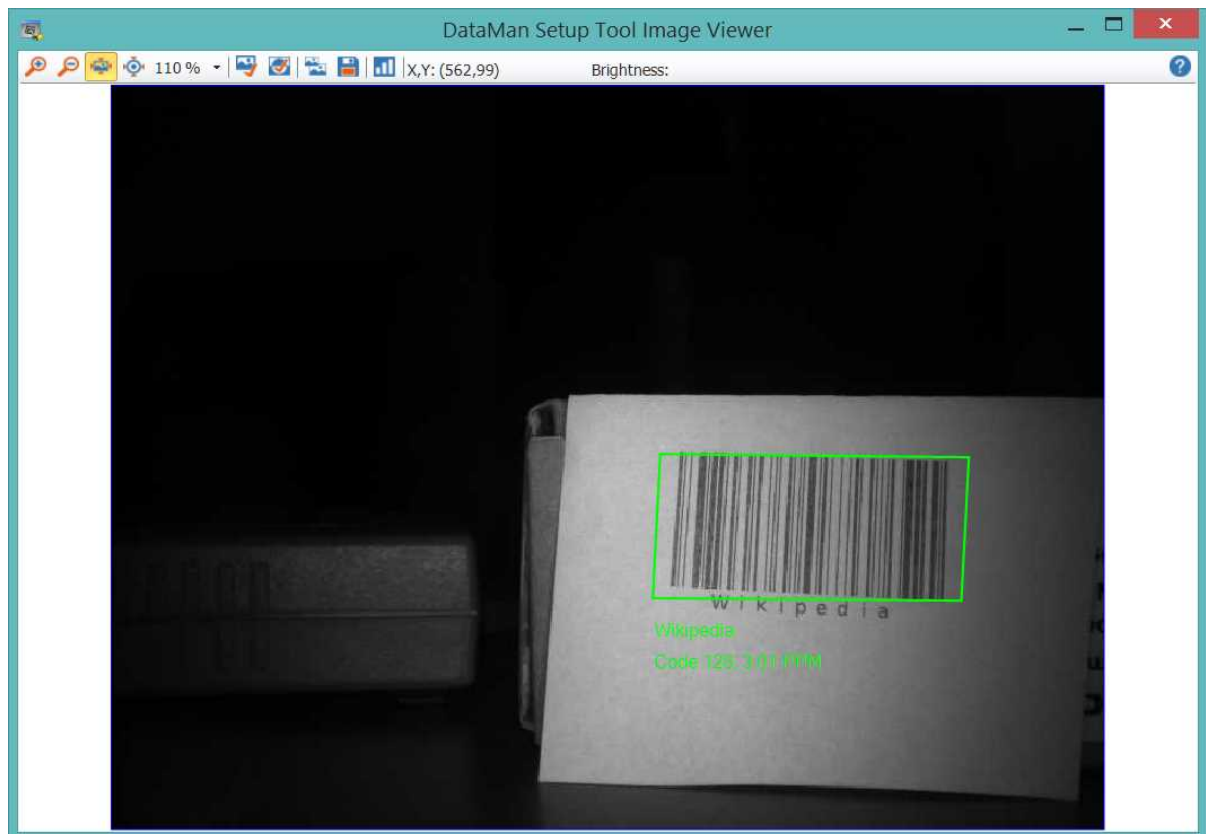 DataMan Setup Tool Image Viewer
110 %
X,Y: (562,99)
Brightness:
Wikipedia
Wikipedia
Code 128, 3.01 PPM